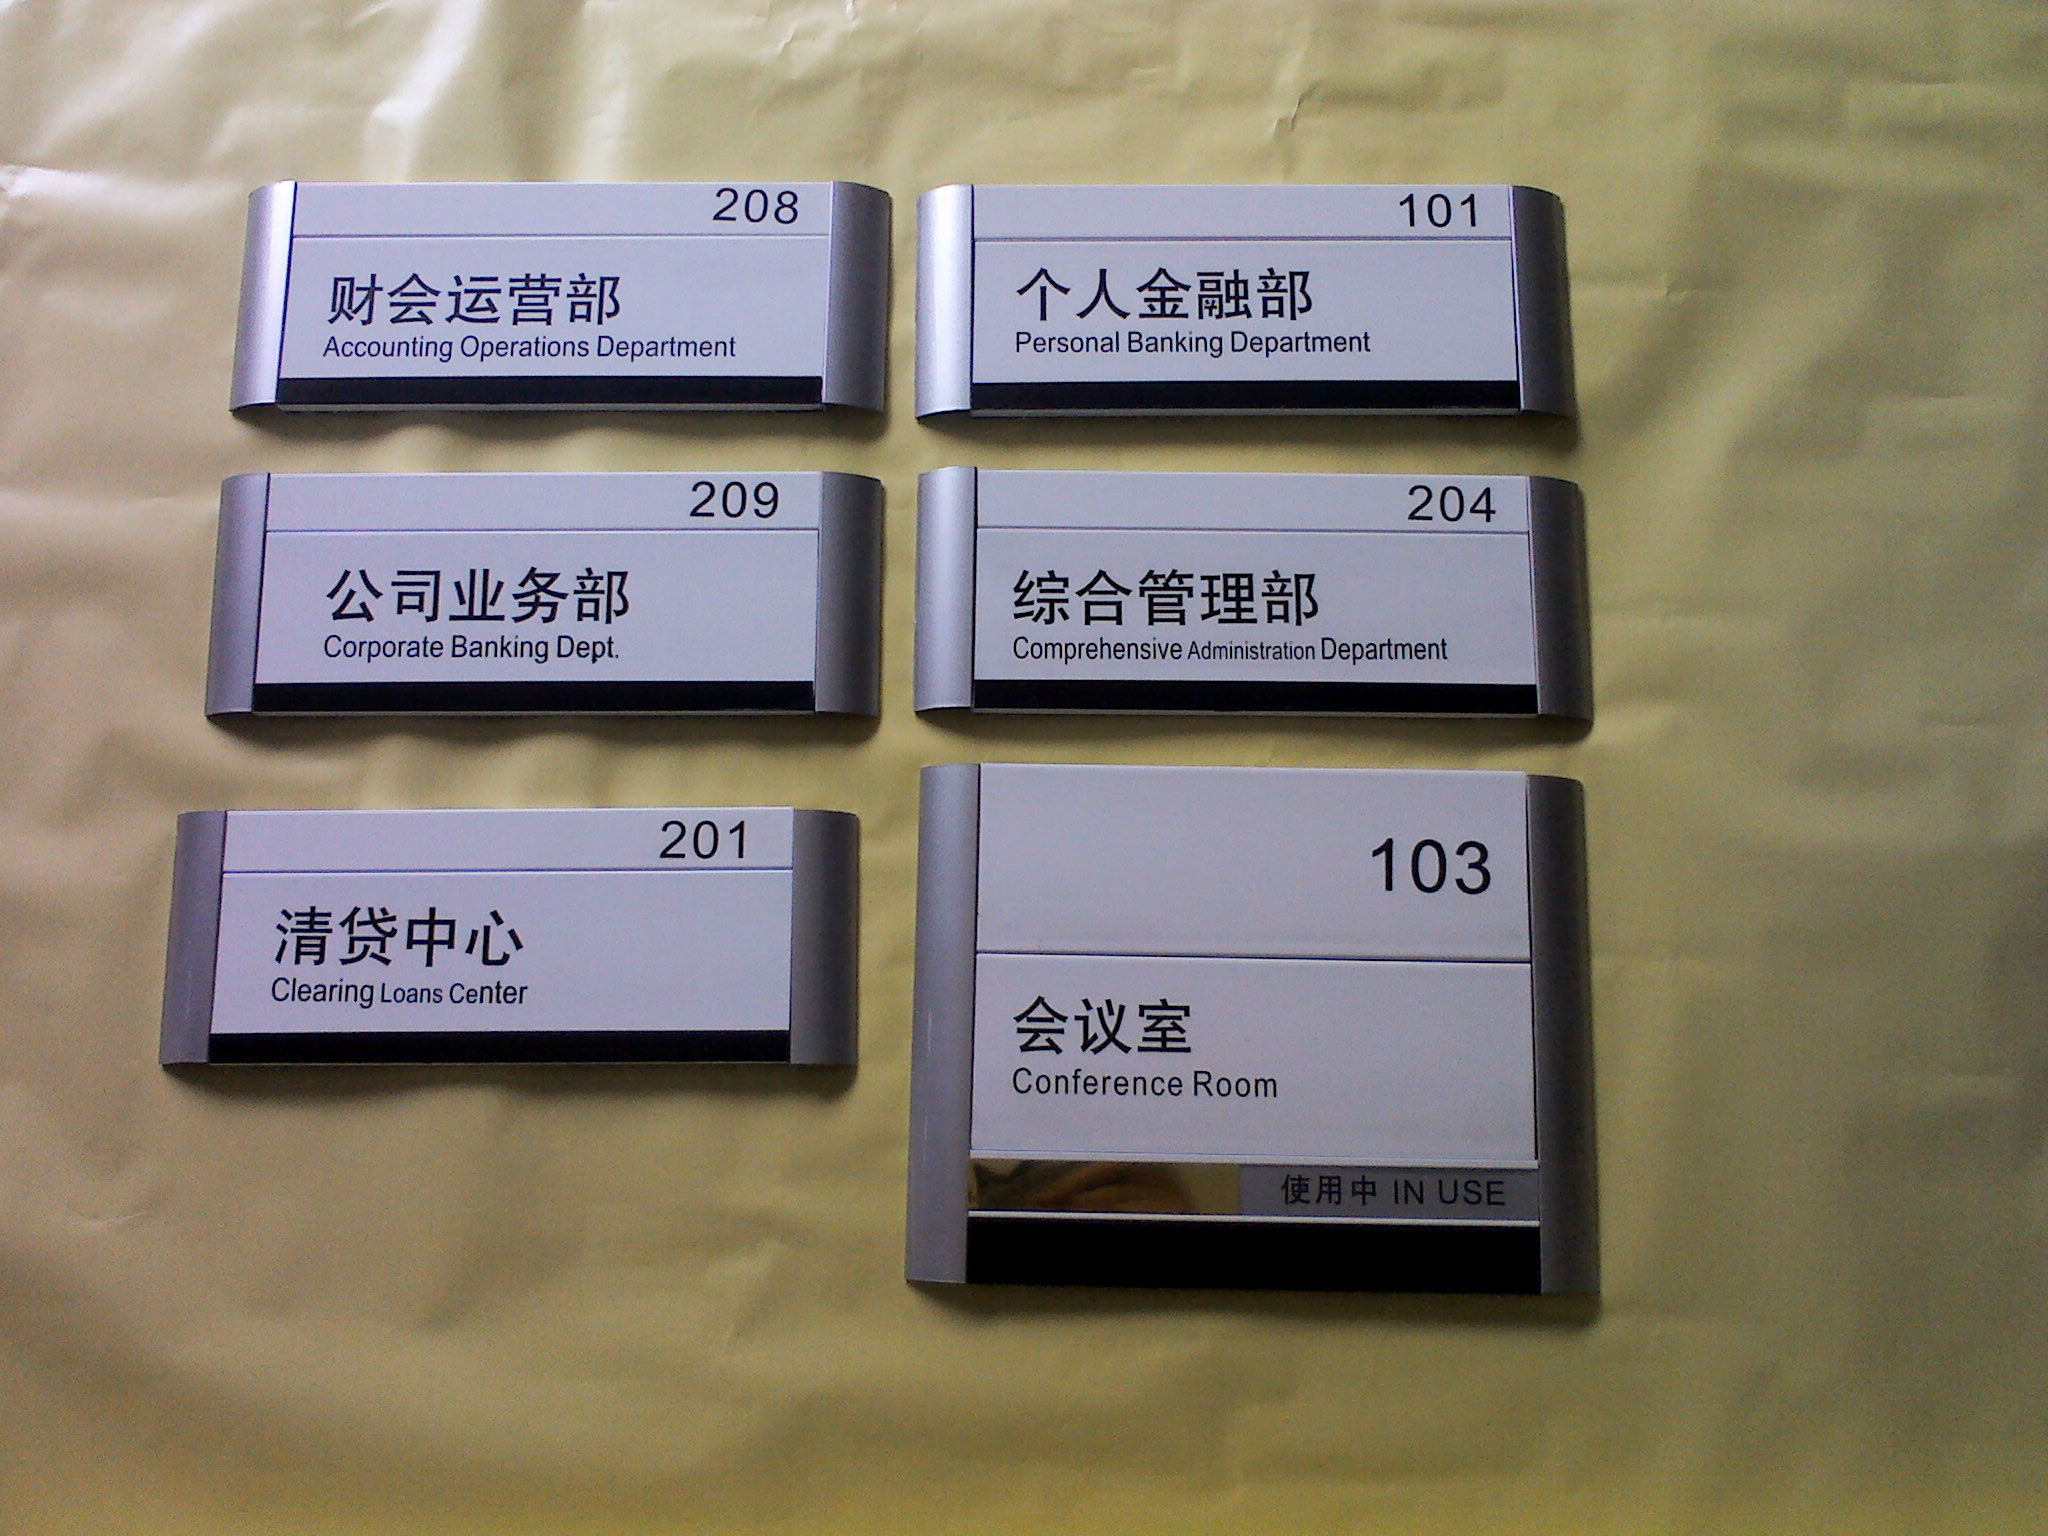 208
财会运营部
Accounting Operations Department
101
个人金融部
Personal Banking Department
209
公司业务部
Corporate Banking Dept.
204
综合管理部
Comprehensive Administration Department
201
清贷中心
Clearing Loans Center
103
会议室
Conference Room
使用中 IN USE